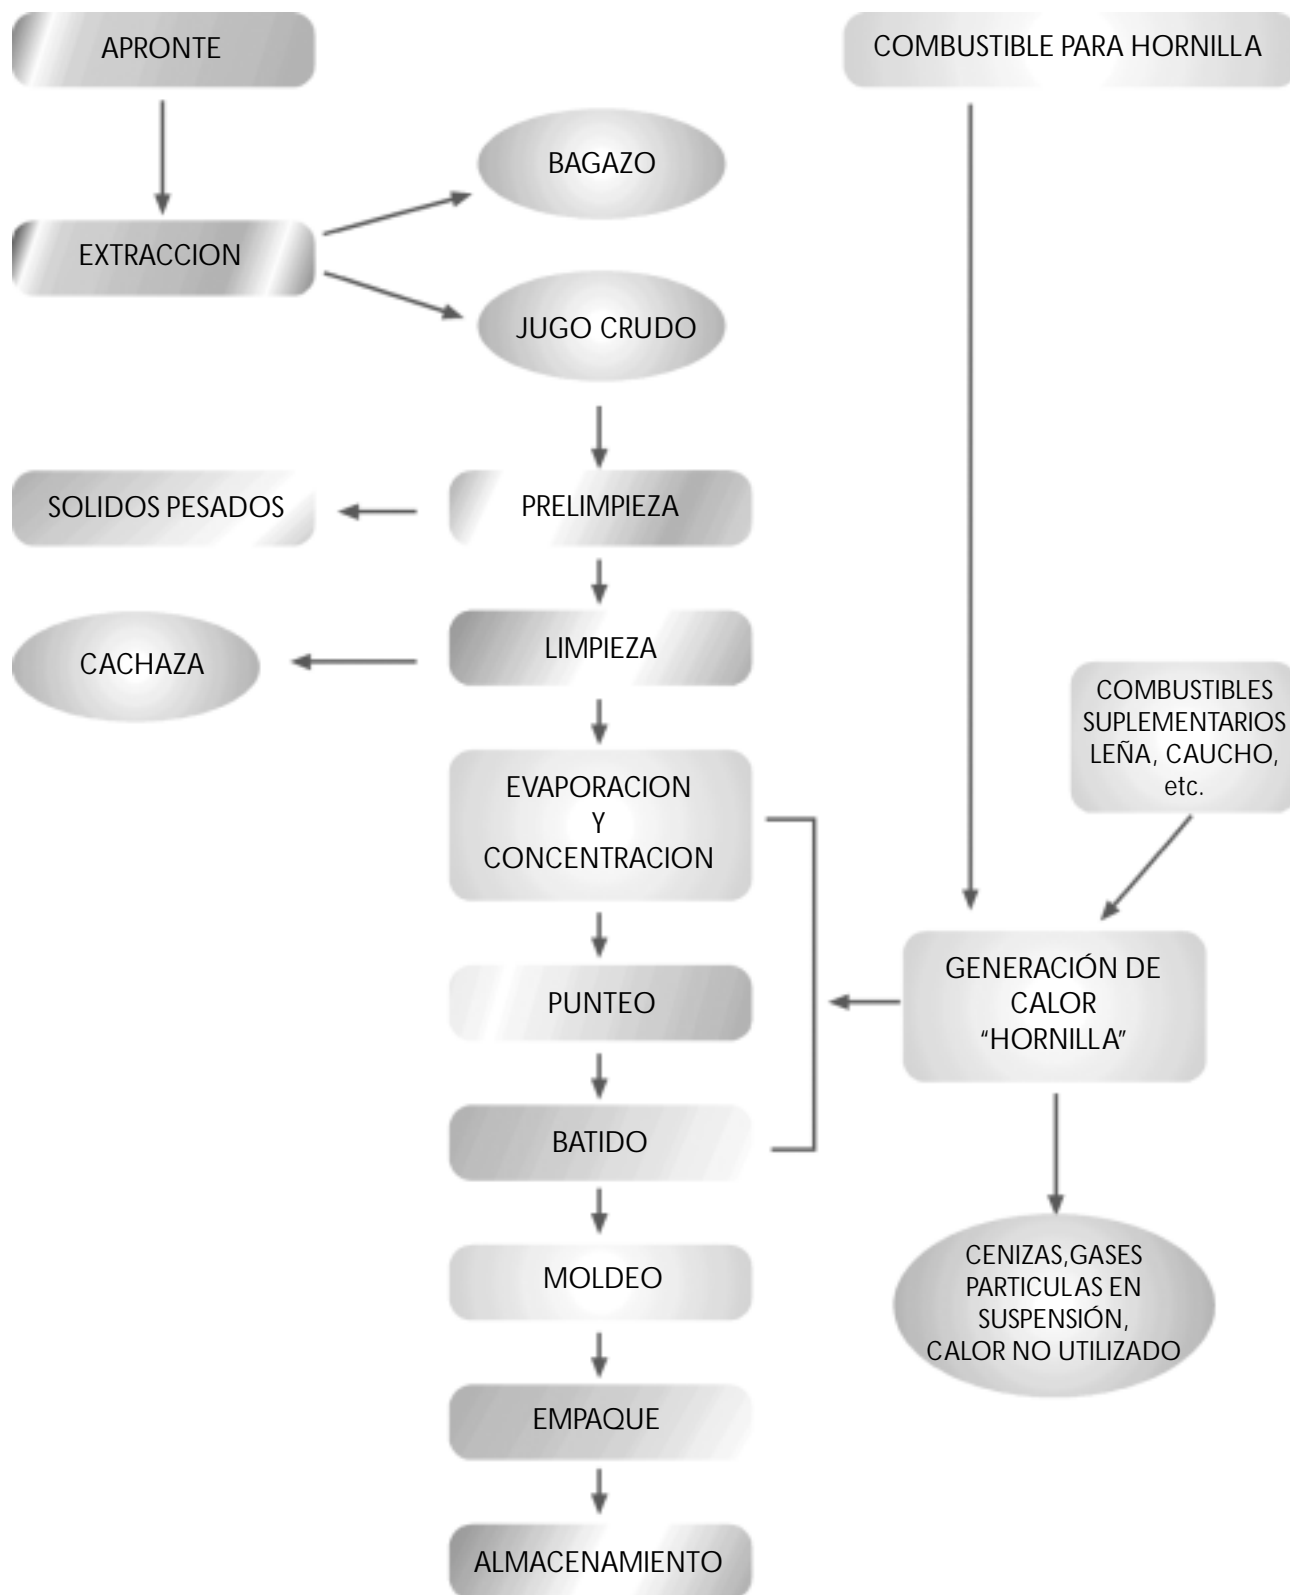 APRONTE
COMBUSTIBLE PARA HORNILLA
BAGAZO
EXTRACCION
JUGO CRUDO
SOLIDOS PESADOS
PRELIMPIEZA
LIMPIEZA
CACHAZA
COMBUSTIBLES
SUPLEMENTARIOS
LEÑA, CAUCHO,
etc.
EVAPORACION
Y
CONCENTRACION
GENERACIÓN DE
CALOR
“HORNILLA”
PUNTEO
BATIDO
MOLDEO
CENIZAS,GASES
PARTICULAS EN
SUSPENSIÓN,
CALOR NO UTILIZADO
EMPAQUE
ALMACENAMIENTO